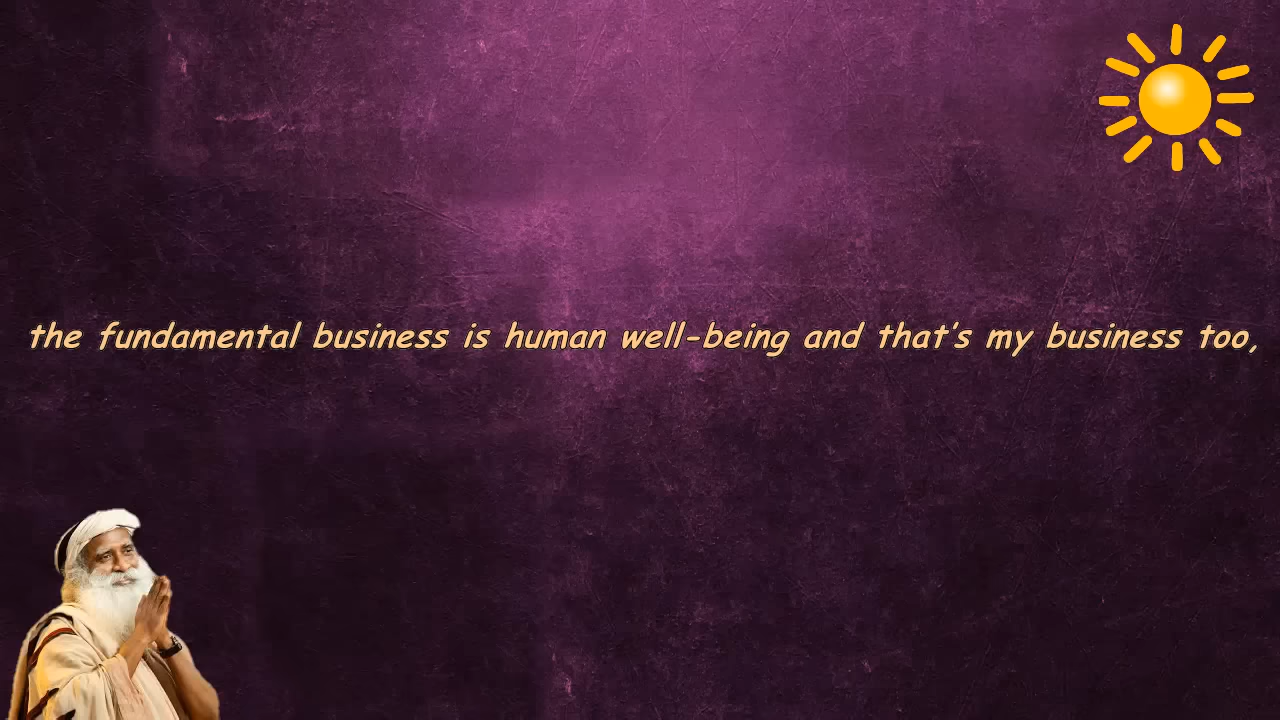 the fundamental business is human well-being and that's my business too,